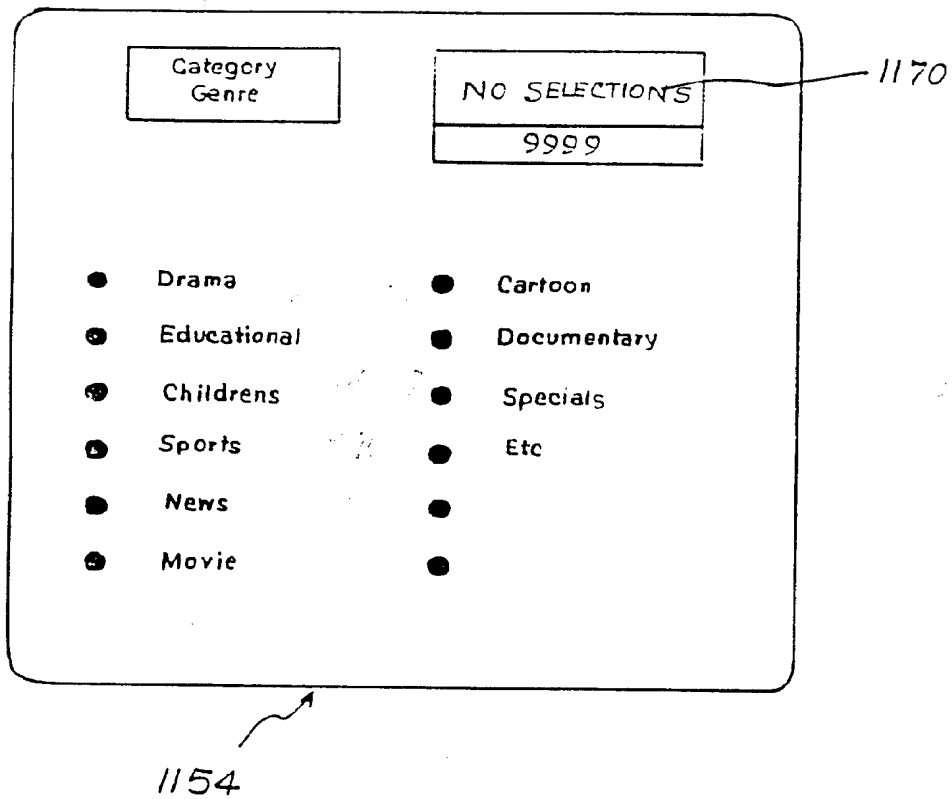 Category
Genre
NO SELECTIONS
1170
9999
Drama
Educational
Childrens
Sports
News
Movie
Cartoon
Documentary
Specials
Etc
1154